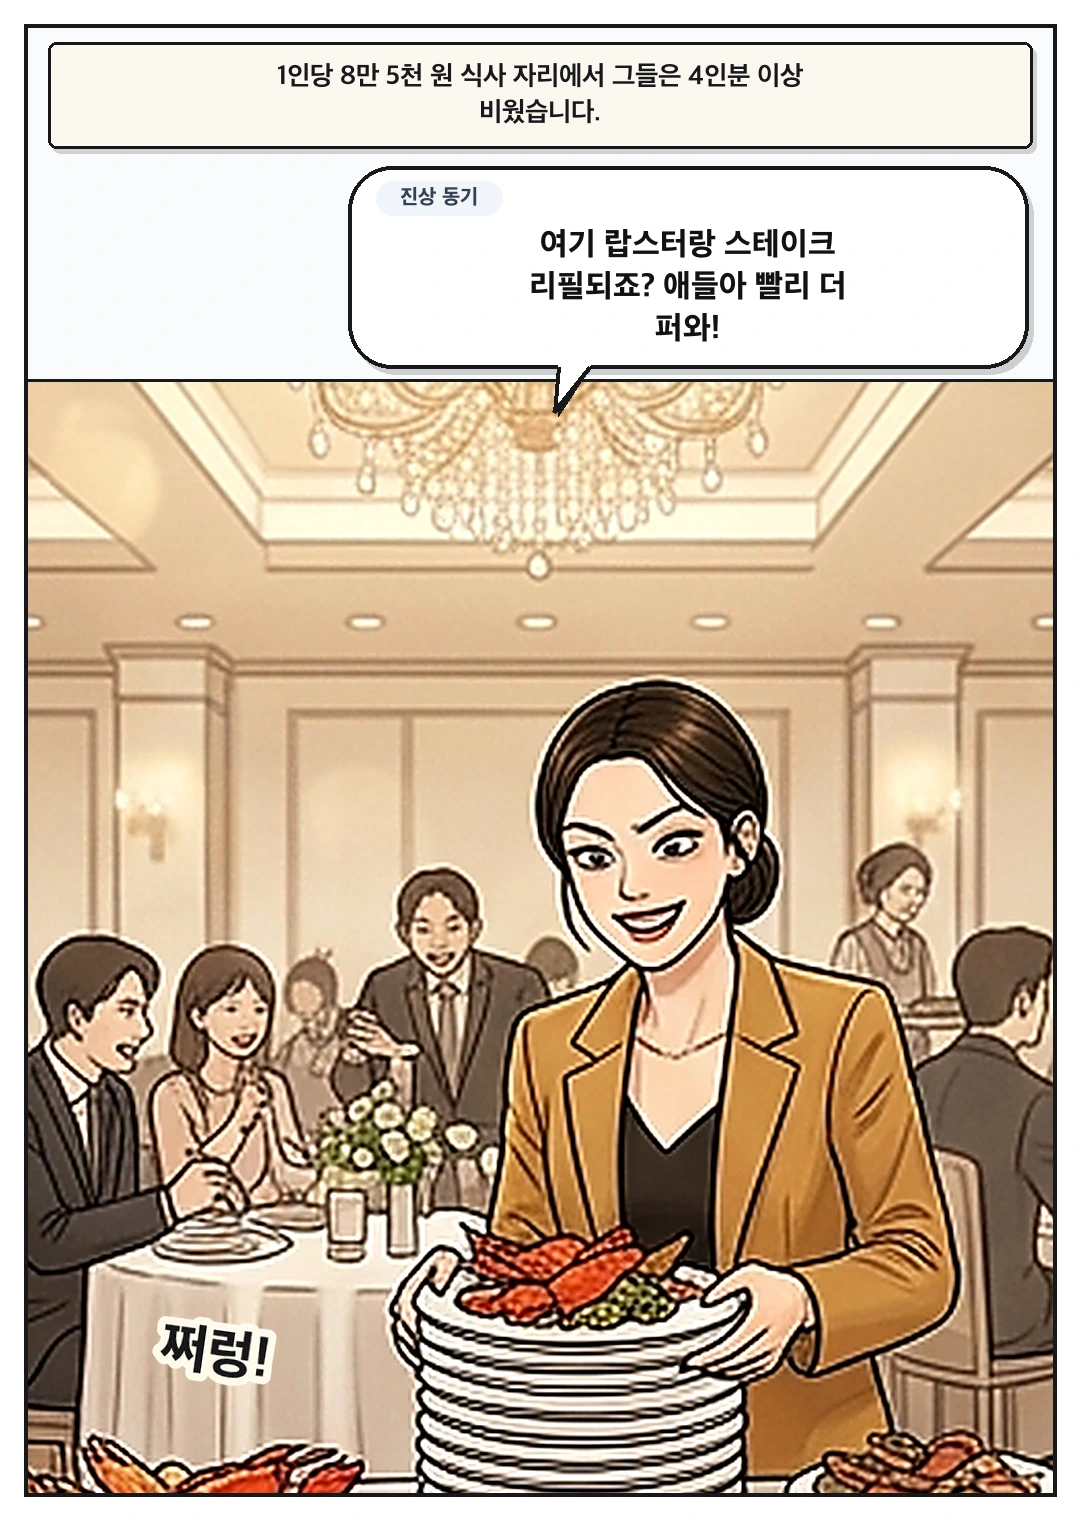 1인당 8만 5천 원 식사 자리에서 그들은 4인분 이상
비웠습니다.
진상 동기
여기 랍스터랑 스테이크
리필되죠? 애들아 빨리 더
퍼와!
쩌렁!